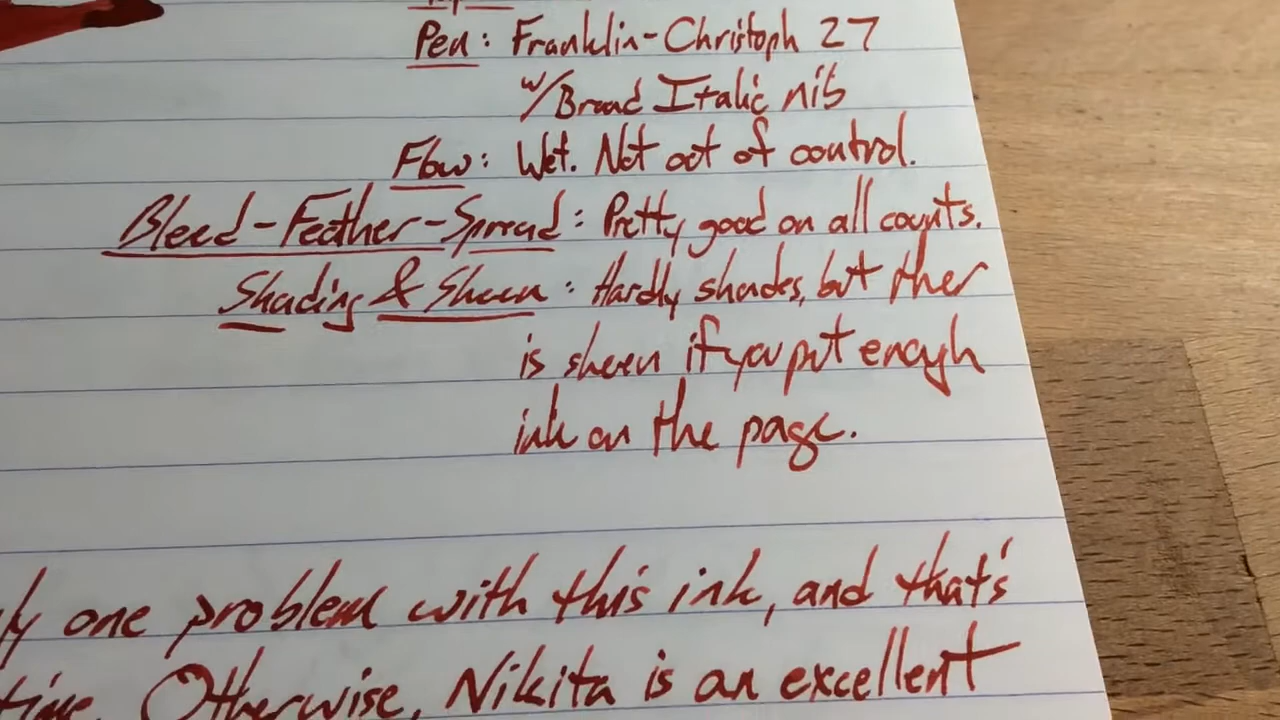 Pen: Franklin-Christoph 27
w/Broad Italic nib
Flow: Wet. Not out of control.
Bleed-Feather-Spread: Pretty good on all counts.
Shading & Sheen: Hardly shades, but ther
is sheen if you put enough
ink on the page.
one problem with this ink, and that's
time. Otherwise, Nikita is an excellent